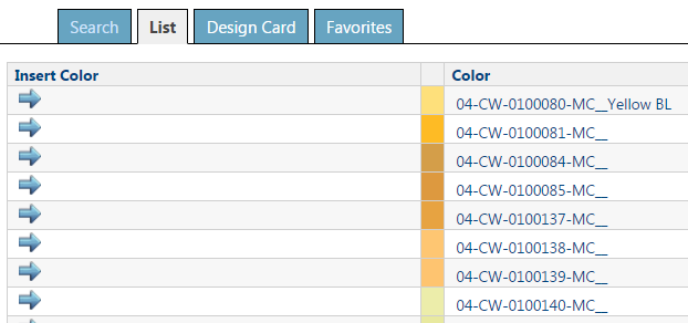 Search List Design Card Favorites
Insert Color Color
04-CW-0100080-MC__Yellow BL
04-CW-0100081-MC__
04-CW-0100084-MC__
04-CW-0100085-MC__
04-CW-0100137-MC__
04-CW-0100138-MC__
04-CW-0100139-MC__
04-CW-0100140-MC__